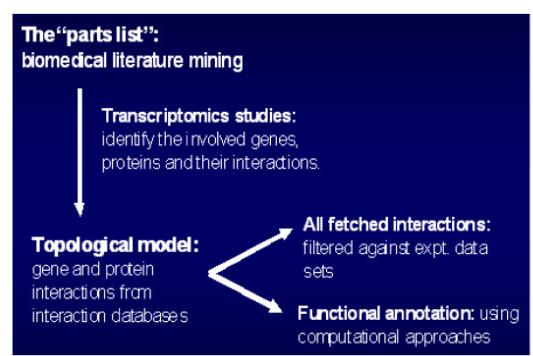 The“parts list”:
biomedical literature mining
Transcriptomics studies:
identify the involved genes,
proteins and their interactions.
Topological model:
gene and protein
interactions from
interaction databases
All fetched interactions:
filtered against expt. data
sets
Functional annotation: using
computational approaches